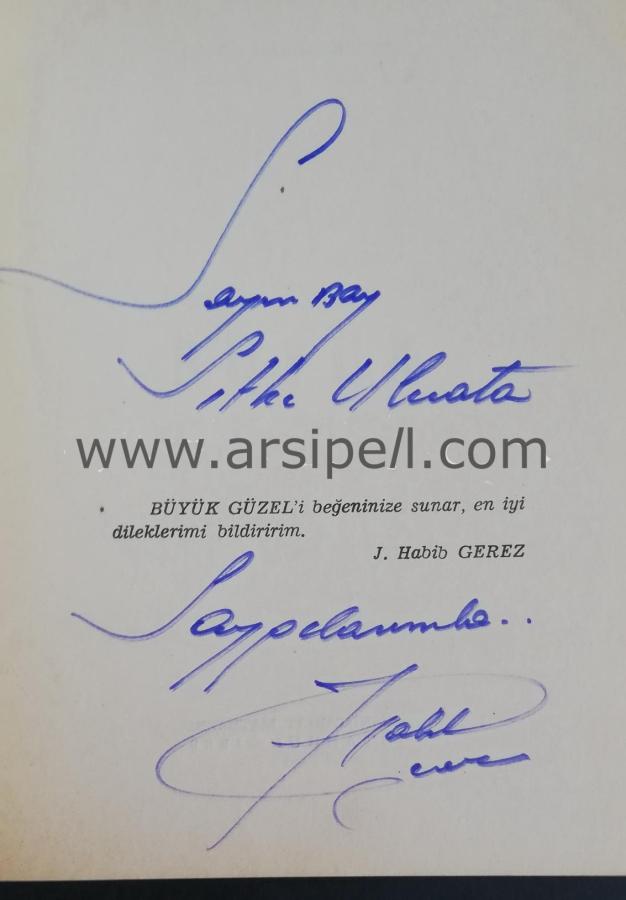 Sayın Bay
Sıtkı Uluata
www.arsipell.com
BÜYÜK GÜZEL'i beğeninize sunar, en iyi
dileklerimi bildiririm.
J. Habib GEREZ
Saygılarımla..
Habib
Gerez